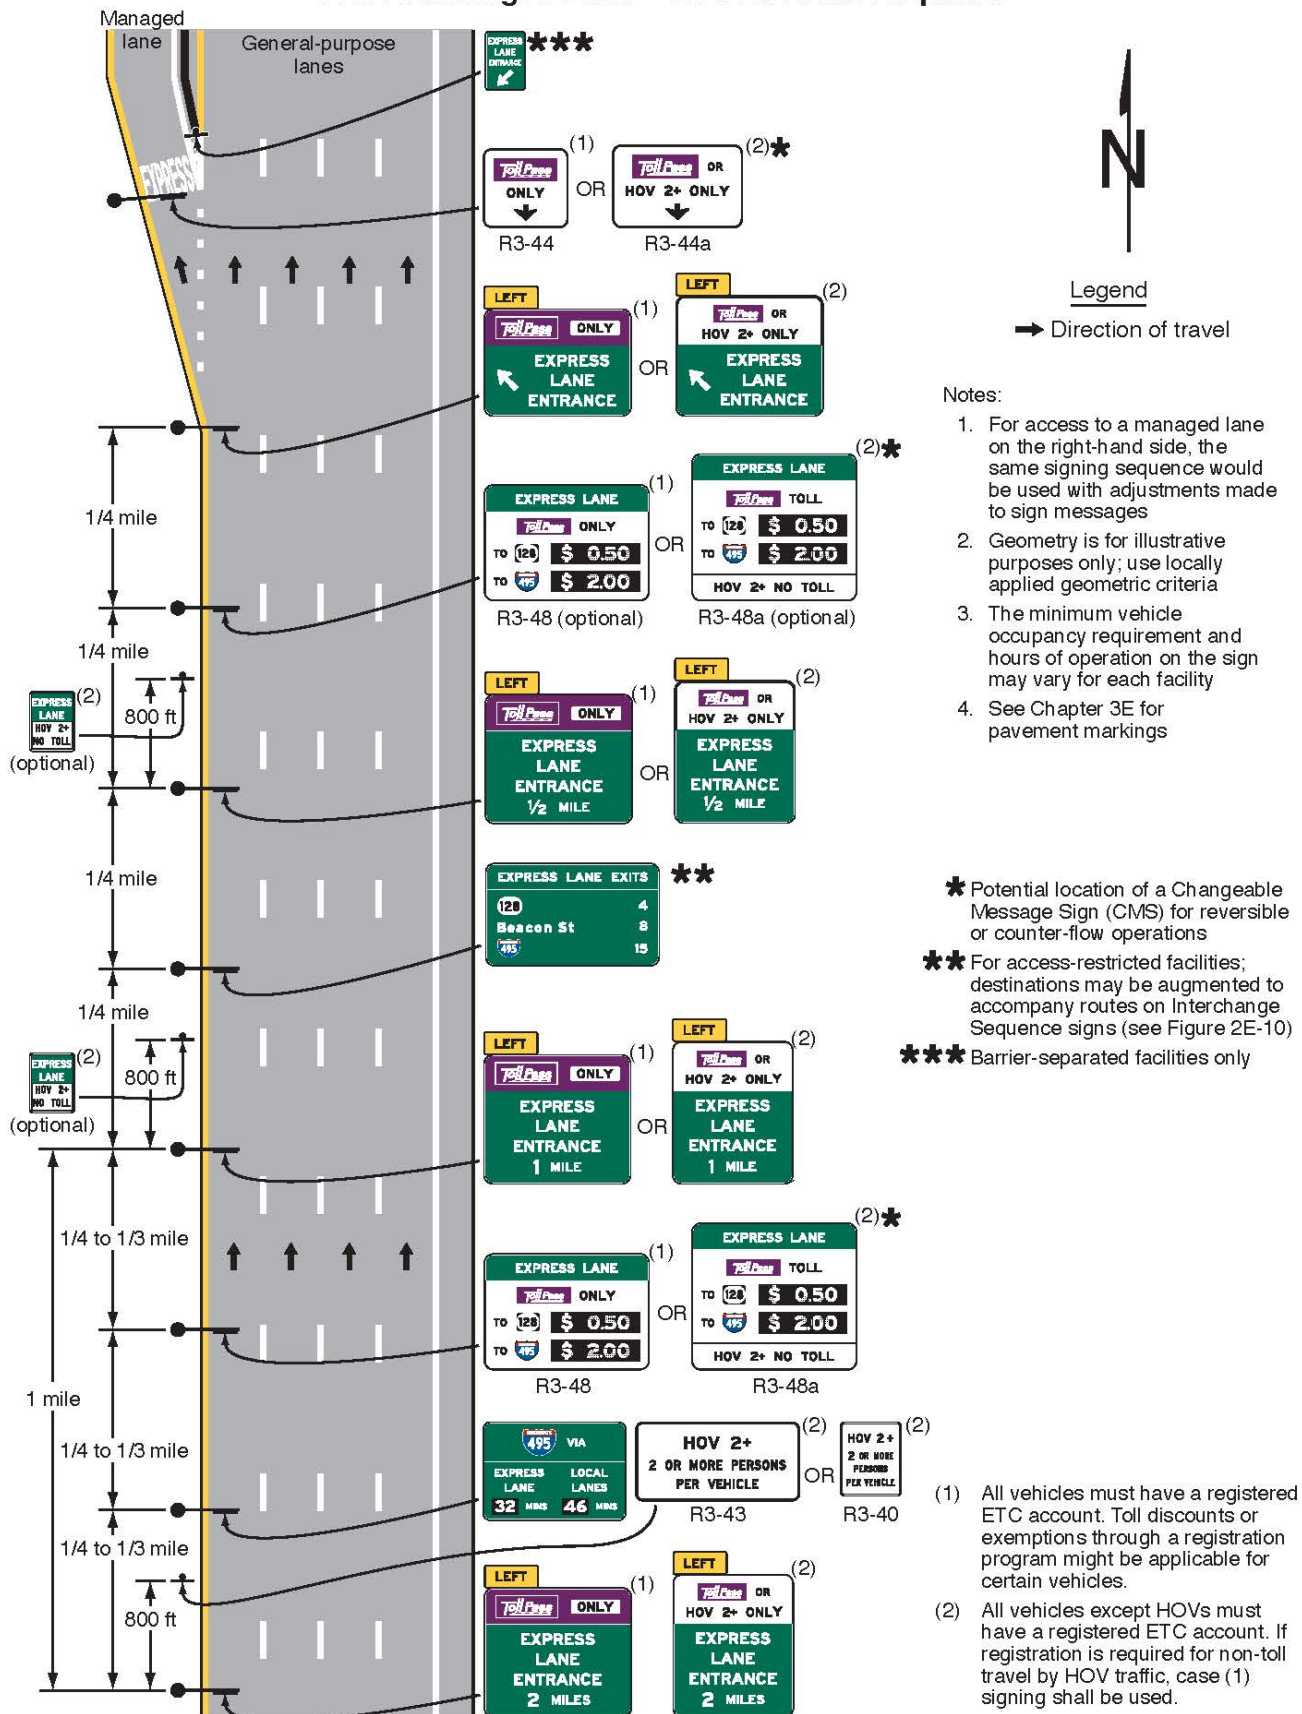 Managed
lane
General-purpose
lanes
EXPRESS
LANE
ENTRANCE
***
EXPRESS
Toll Pass
ONLY
(1)
R3-44
OR
Toll Pass OR
HOV 2+ ONLY
(2)*
R3-44a
N
Legend
Direction of travel
LEFT
Toll Pass ONLY
EXPRESS
LANE
ENTRANCE
(1)
OR
LEFT
Toll Pass OR
HOV 2+ ONLY
EXPRESS
LANE
ENTRANCE
(2)
Notes:
1. For access to a managed lane
on the right-hand side, the
same signing sequence would
be used with adjustments made
to sign messages
2. Geometry is for illustrative
purposes only; use locally
applied geometric criteria
3. The minimum vehicle
occupancy requirement and
hours of operation on the sign
may vary for each facility
4. See Chapter 3E for
pavement markings
1/4 mile
EXPRESS LANE
Toll Pass ONLY
TO 128 $ 0.50
TO 495 $ 2.00
(1)
R3-48 (optional)
OR
EXPRESS LANE
Toll Pass TOLL
TO 128 $ 0.50
TO 495 $ 2.00
HOV 2+ NO TOLL
(2)*
R3-48a (optional)
1/4 mile
800 ft
EXPRESS
LANE
HOV 2+
NO TOLL
(2)
(optional)
LEFT
Toll Pass ONLY
EXPRESS
LANE
ENTRANCE
1/2 MILE
(1)
OR
LEFT
Toll Pass OR
HOV 2+ ONLY
EXPRESS
LANE
ENTRANCE
1/2 MILE
(2)
1/4 mile
EXPRESS LANE EXITS
128 4
Beacon St 8
495 15
**
* Potential location of a Changeable
Message Sign (CMS) for reversible
or counter-flow operations
** For access-restricted facilities;
destinations may be augmented to
accompany routes on Interchange
Sequence signs (see Figure 2E-10)
*** Barrier-separated facilities only
1/4 mile
800 ft
EXPRESS
LANE
HOV 2+
NO TOLL
(2)
(optional)
LEFT
Toll Pass ONLY
EXPRESS
LANE
ENTRANCE
1 MILE
(1)
OR
LEFT
Toll Pass OR
HOV 2+ ONLY
EXPRESS
LANE
ENTRANCE
1 MILE
(2)
1/4 to 1/3 mile
EXPRESS LANE
Toll Pass ONLY
TO 128 $ 0.50
TO 495 $ 2.00
(1)
R3-48
OR
EXPRESS LANE
Toll Pass TOLL
TO 128 $ 0.50
TO 495 $ 2.00
HOV 2+ NO TOLL
(2)*
R3-48a
1 mile
1/4 to 1/3 mile
495 VIA
EXPRESS
LANE
32 MINS
LOCAL
LANES
46 MINS
HOV 2+
2 OR MORE PERSONS
PER VEHICLE
(2)
R3-43
OR
HOV 2+
2 OR MORE
PERSONS
PER VEHICLE
(2)
R3-40
1/4 to 1/3 mile
800 ft
LEFT
Toll Pass ONLY
EXPRESS
LANE
ENTRANCE
2 MILES
(1)
LEFT
Toll Pass OR
HOV 2+ ONLY
EXPRESS
LANE
ENTRANCE
2 MILES
(2)
(1) All vehicles must have a registered
ETC account. Toll discounts or
exemptions through a registration
program might be applicable for
certain vehicles.
(2) All vehicles except HOVs must
have a registered ETC account. If
registration is required for non-toll
travel by HOV traffic, case (1)
signing shall be used.